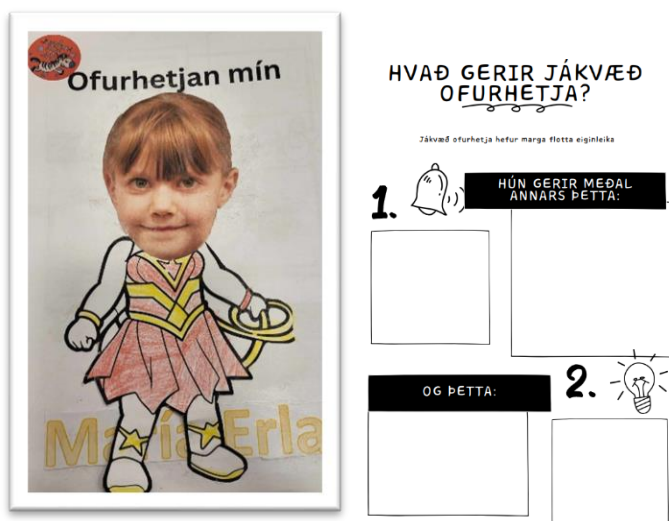 Ofurhetjan mín
María Erla
HVAÐ GERIR JÁKVÆÐ
OFURHETJA?
Jákvæð ofurhetja hefur marga flotta eiginleika
1.
HÚN GERIR MEÐAL
ANNARS ÞETTA:
OG ÞETTA:
2.